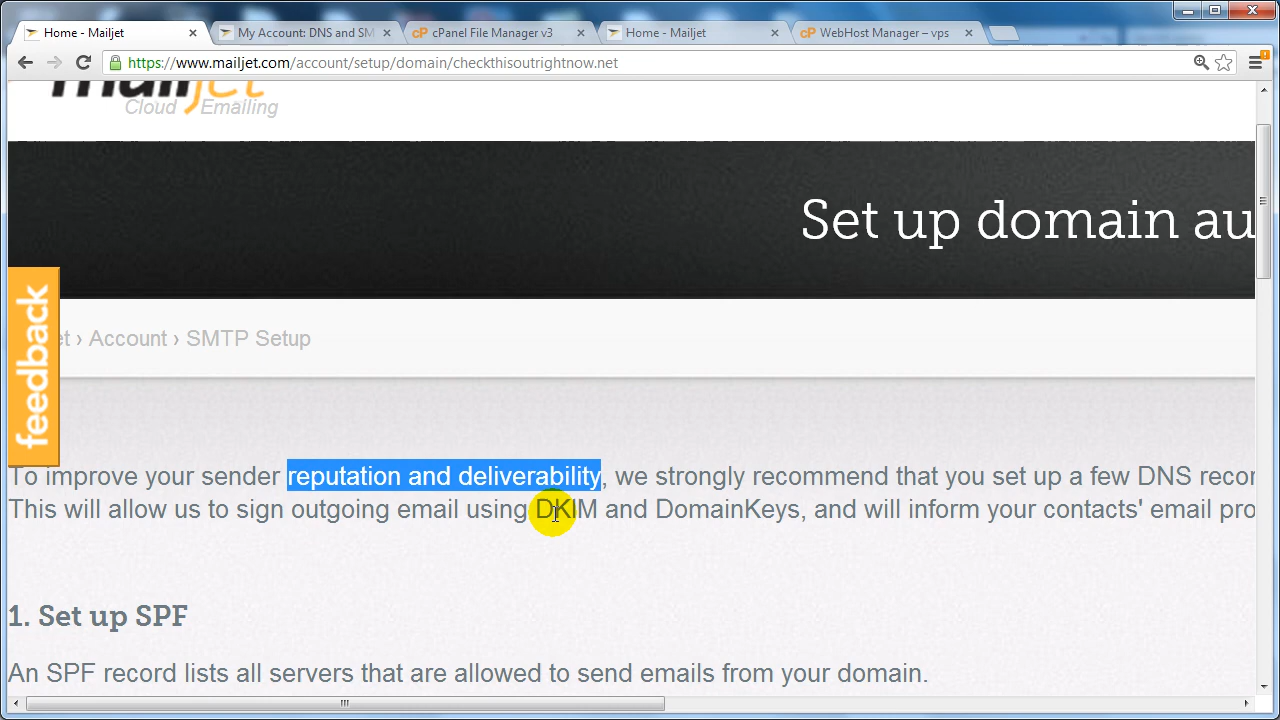 Home - Mailjet
My Account: DNS and SM
cPanel File Manager v3
Home - Mailjet
WebHost Manager – vps
https://www.mailjet.com/account/setup/domain/checkthisoutrightnow.net
mailjet
Cloud Emailing
Set up domain au
feedback
et › Account › SMTP Setup
To improve your sender reputation and deliverability, we strongly recommend that you set up a few DNS recor
This will allow us to sign outgoing email using DKIM and DomainKeys, and will inform your contacts' email pro
1. Set up SPF
An SPF record lists all servers that are allowed to send emails from your domain.